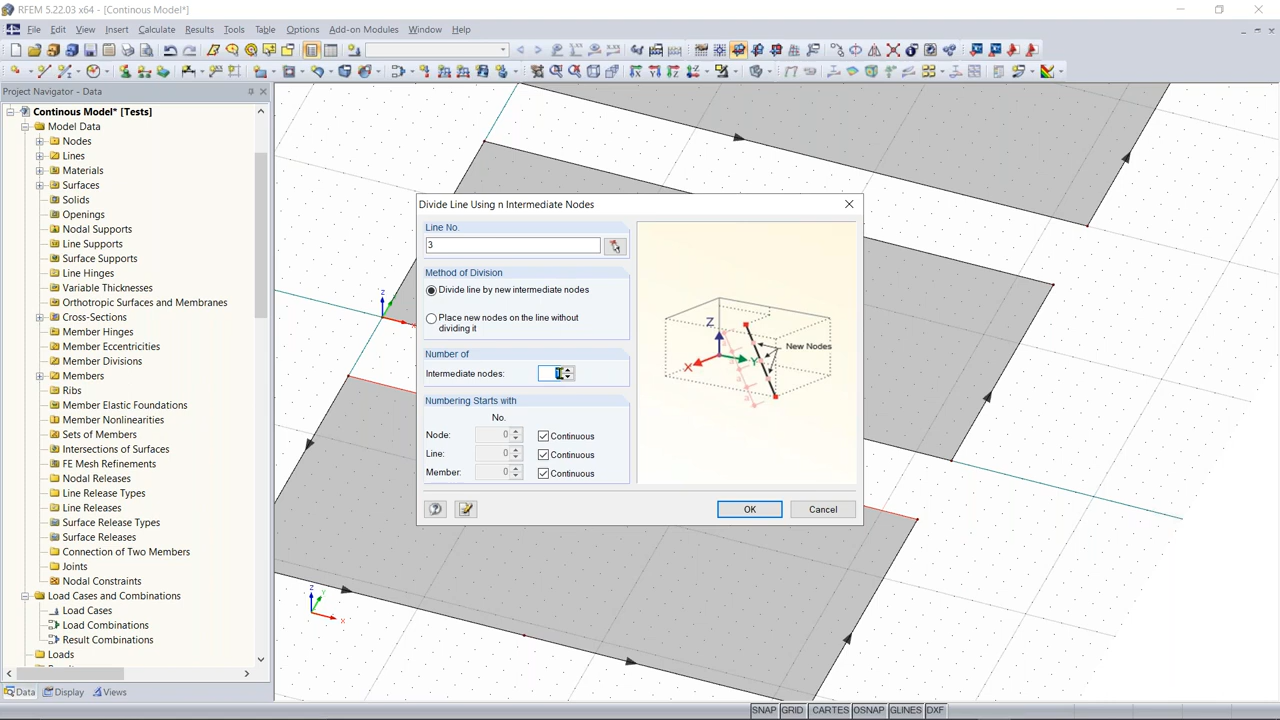 RFEM 5.22.03 x64 - [Continous Model*]
File Edit View Insert Calculate Results Tools Table Options Add-on Modules Window Help
Project Navigator - Data
Continous Model* [Tests]
Model Data
Nodes
Lines
Materials
Surfaces
Solids
Openings
Nodal Supports
Line Supports
Surface Supports
Line Hinges
Variable Thicknesses
Orthotropic Surfaces and Membranes
Cross-Sections
Member Hinges
Member Eccentricities
Member Divisions
Members
Ribs
Member Elastic Foundations
Member Nonlinearities
Sets of Members
Intersections of Surfaces
FE Mesh Refinements
Nodal Releases
Line Release Types
Line Releases
Surface Release Types
Surface Releases
Connection of Two Members
Joints
Nodal Constraints
Load Cases and Combinations
Load Cases
Load Combinations
Result Combinations
Loads
Data Display Views
Divide Line Using n Intermediate Nodes
Line No.
3
Method of Division
Divide line by new intermediate nodes
Place new nodes on the line without
dividing it
Number of
Intermediate nodes: 1
Numbering Starts with
No.
Node: 0 Continuous
Line: 0 Continuous
Member: 0 Continuous
Z
X
Y
New Nodes
OK Cancel
Z
Z
Y
X
SNAP GRID CARTES OSNAP GLINES DXF